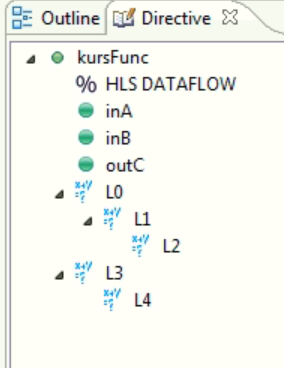 Outline Directive
kursFunc
% HLS DATAFLOW
inA
inB
outC
L0
L1
L2
L3
L4